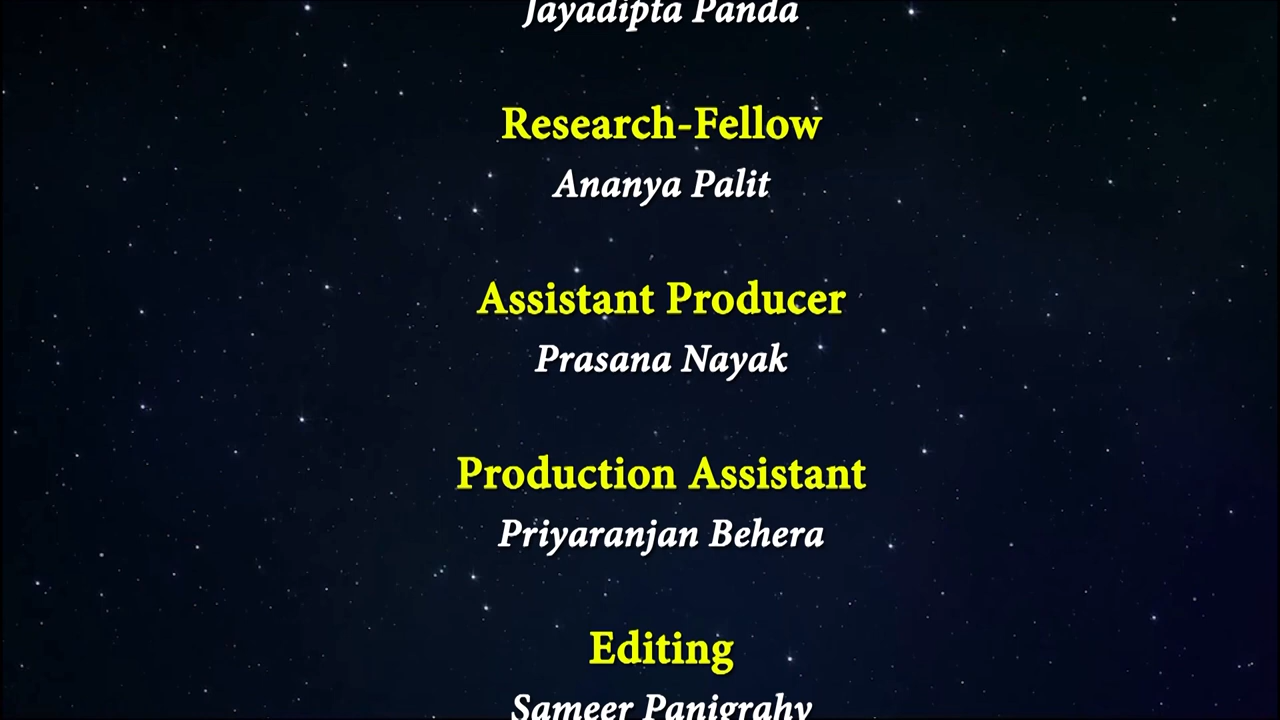 Jayadipta Panda
Research-Fellow
Ananya Palit
Assistant Producer
Prasana Nayak
Production Assistant
Priyaranjan Behera
Editing
Sameer Panigrahy